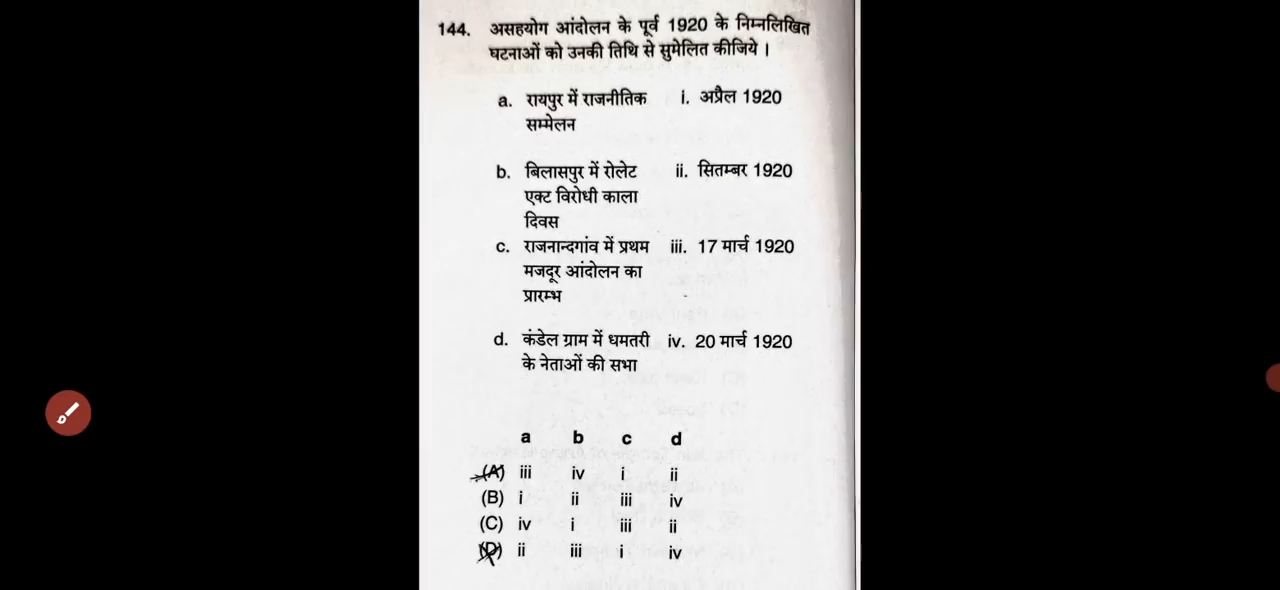 144. असहयोग आंदोलन के पूर्व 1920 के निम्नलिखित
घटनाओं को उनकी तिथि से सुमेलित कीजिये ।
a. रायपुर में राजनीतिक i. अप्रैल 1920
सम्मेलन
b. बिलासपुर में रोलेट ii. सितम्बर 1920
एक्ट विरोधी काला
दिवस
c. राजनान्दगांव में प्रथम iii. 17 मार्च 1920
मजदूर आंदोलन का
प्रारम्भ
d. कंडेल ग्राम में धमतरी iv. 20 मार्च 1920
के नेताओं की सभा
a b c d
(A) iii iv i ii
(B) i ii iii iv
(C) iv i iii ii
(D) ii iii i iv